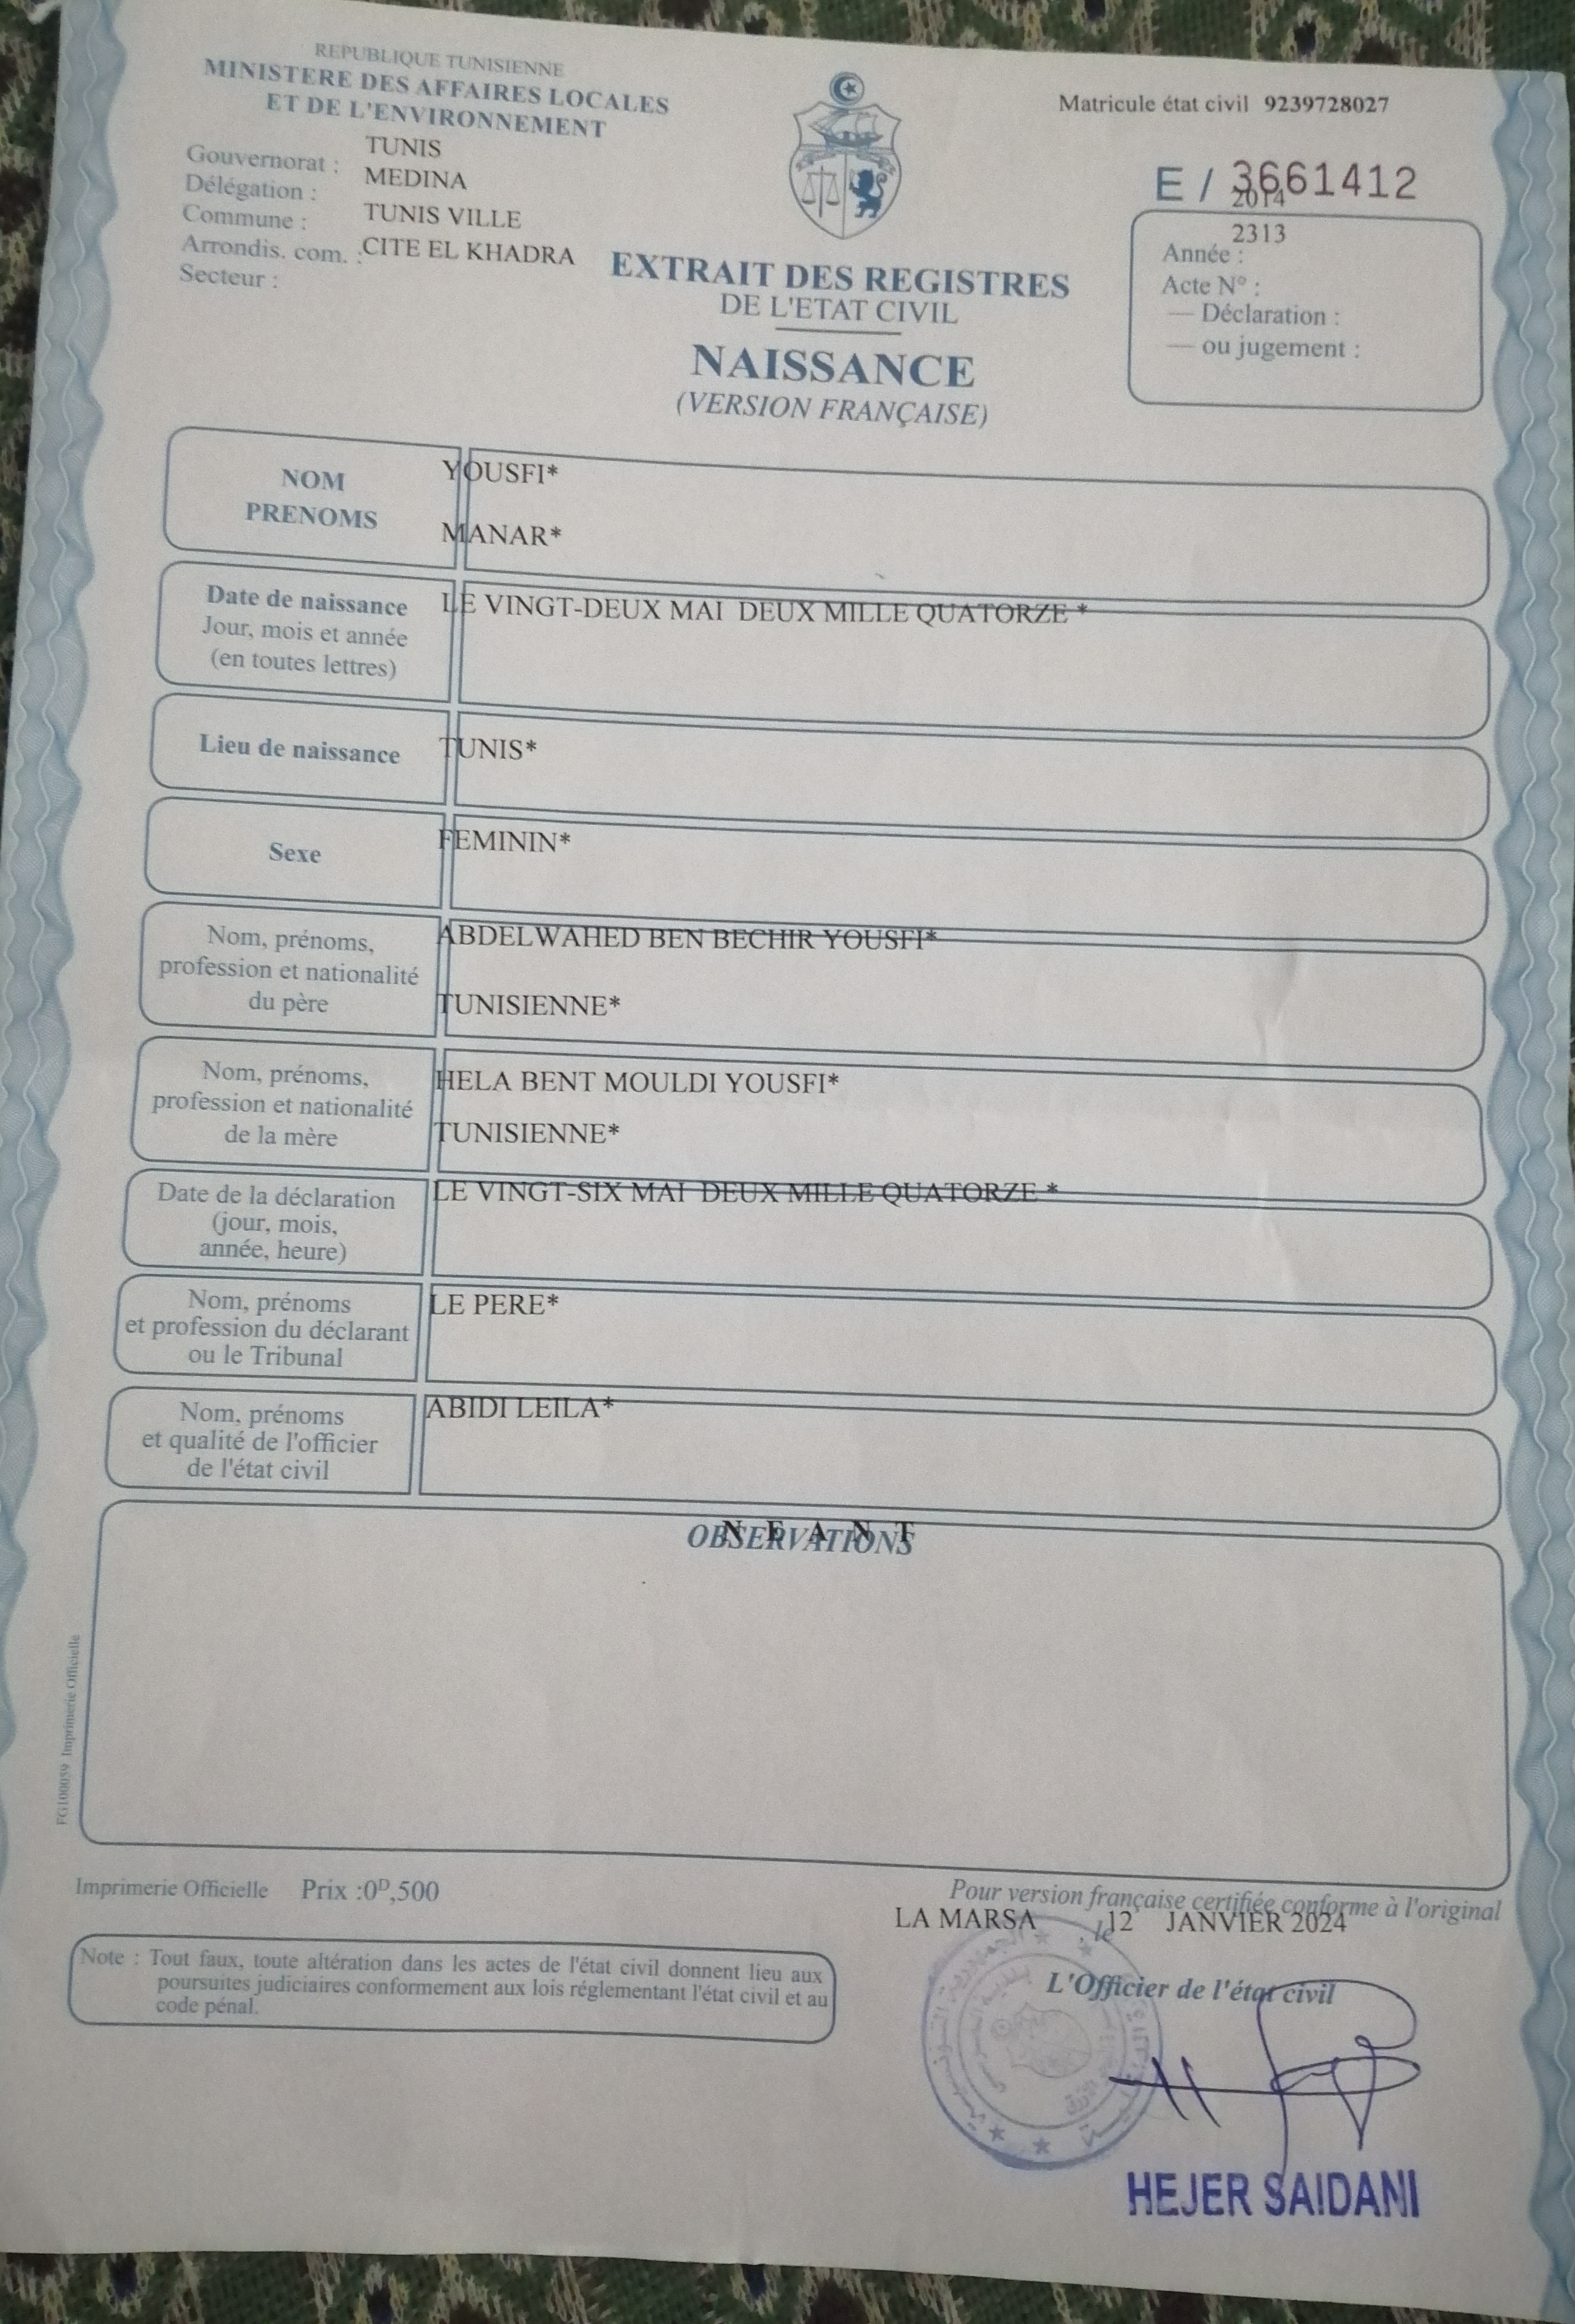 REPUBLIQUE TUNISIENNE
MINISTERE DES AFFAIRES LOCALES
ET DE L'ENVIRONNEMENT
Gouvernorat : TUNIS
Délégation : MEDINA
Commune : TUNIS VILLE
Arrondis. com. : CITE EL KHADRA
Secteur :
Matricule état civil 9239728027
E / 3661412
2014
2313
Année :
Acte N° :
— Déclaration :
— ou jugement :
EXTRAIT DES REGISTRES
DE L'ETAT CIVIL
NAISSANCE
(VERSION FRANÇAISE)
NOM YOUSFI*
PRENOMS MANAR*
Date de naissance LE VINGT-DEUX MAI DEUX MILLE QUATORZE *
Jour, mois et année
(en toutes lettres)
Lieu de naissance TUNIS*
Sexe FEMININ*
Nom, prénoms, ABDELWAHED BEN BECHIR YOUSFI*
profession et nationalité
du père TUNISIENNE*
Nom, prénoms, HELA BENT MOULDI YOUSFI*
profession et nationalité
de la mère TUNISIENNE*
Date de la déclaration LE VINGT-SIX MAI DEUX MILLE QUATORZE *
(jour, mois,
année, heure)
Nom, prénoms LE PERE*
et profession du déclarant
ou le Tribunal
Nom, prénoms ABIDI LEILA*
et qualité de l'officier
de l'état civil
OBSERVATIONS
N E A N T
FG100059 Imprimerie Officielle
Imprimerie Officielle Prix :0ᴰ,500
Pour version française certifiée conforme à l'original
LA MARSA , le 12 JANVIER 2024
Note : Tout faux, toute altération dans les actes de l'état civil donnent lieu aux
poursuites judiciaires conformement aux lois réglementant l'état civil et au
code pénal.
L'Officier de l'état civil
HEJER SAIDANI